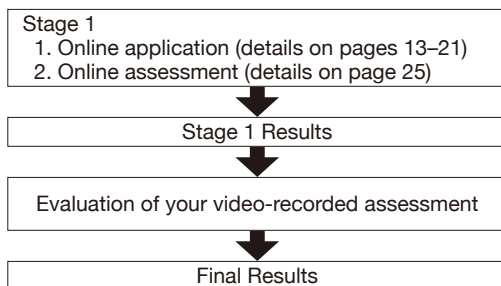 Stage 1
1. Online application (details on pages 13–21)
2. Online assessment (details on page 25)
Stage 1 Results
Evaluation of your video-recorded assessment
Final Results